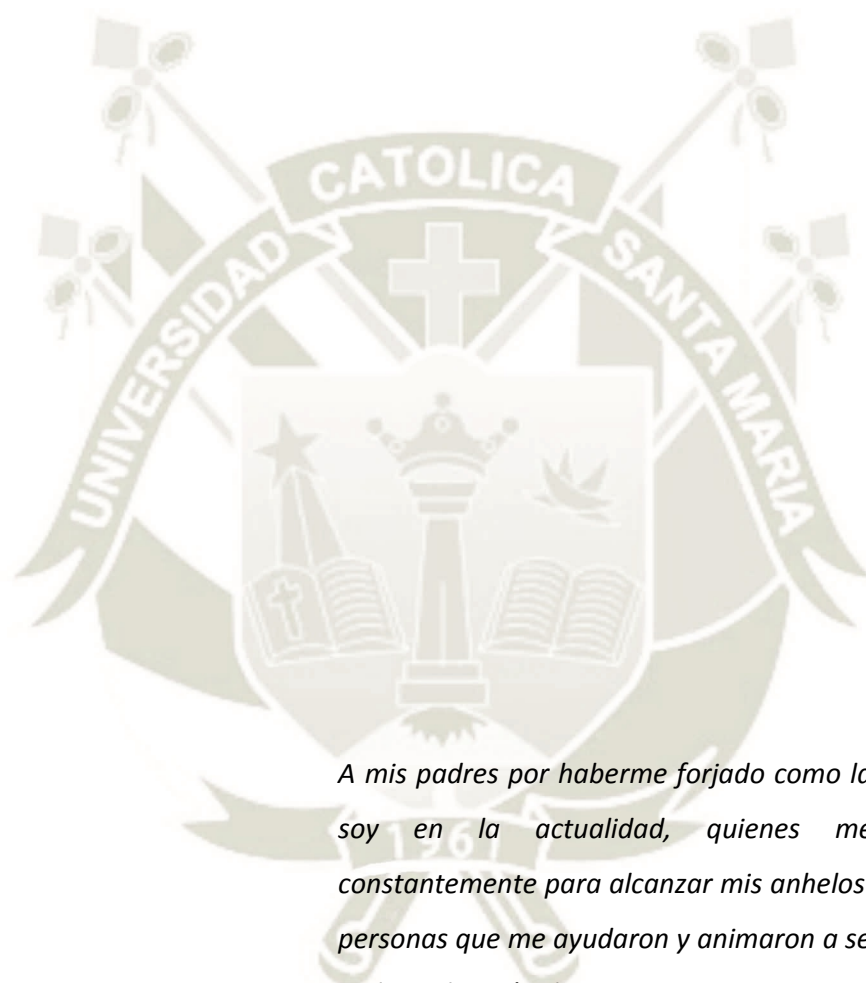 CATOLICA
UNIVERSIDAD
SANTA MARIA
A mis padres por haberme forjado como la
soy en la actualidad, quienes me
1961
constantemente para alcanzar mis anhelos
personas que me ayudaron y animaron a se